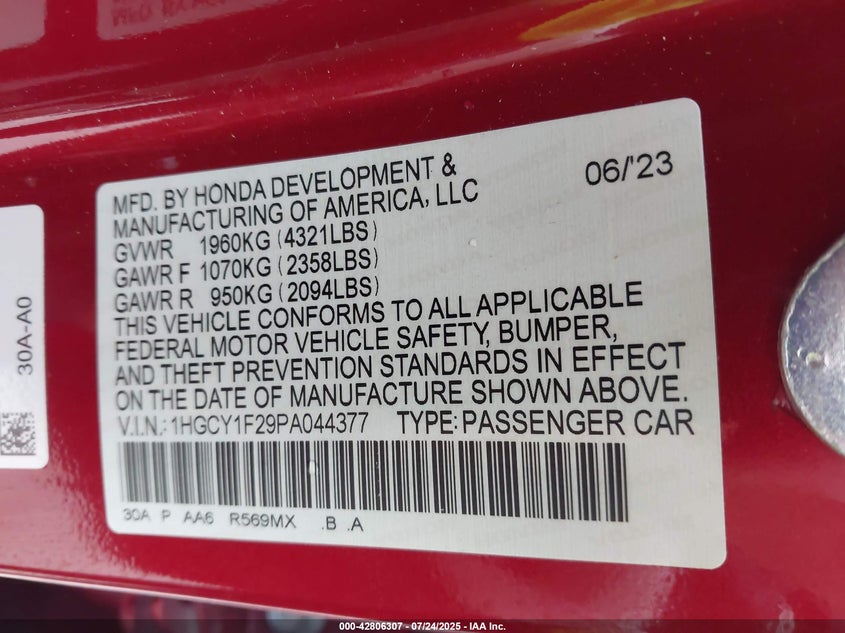 MFD. BY HONDA DEVELOPMENT &
MANUFACTURING OF AMERICA, LLC
06/'23
GVWR 1960KG (4321LBS)
GAWR F 1070KG (2358LBS)
GAWR R 950KG (2094LBS)
THIS VEHICLE CONFORMS TO ALL APPLICABLE
FEDERAL MOTOR VEHICLE SAFETY, BUMPER,
AND THEFT PREVENTION STANDARDS IN EFFECT
ON THE DATE OF MANUFACTURE SHOWN ABOVE.
V.I.N.: 1HGCY1F29PA044377 TYPE: PASSENGER CAR
30A P AA6 R569MX .B .A
30A-A0
000-42806307 - 07/24/2025 - IAA Inc.